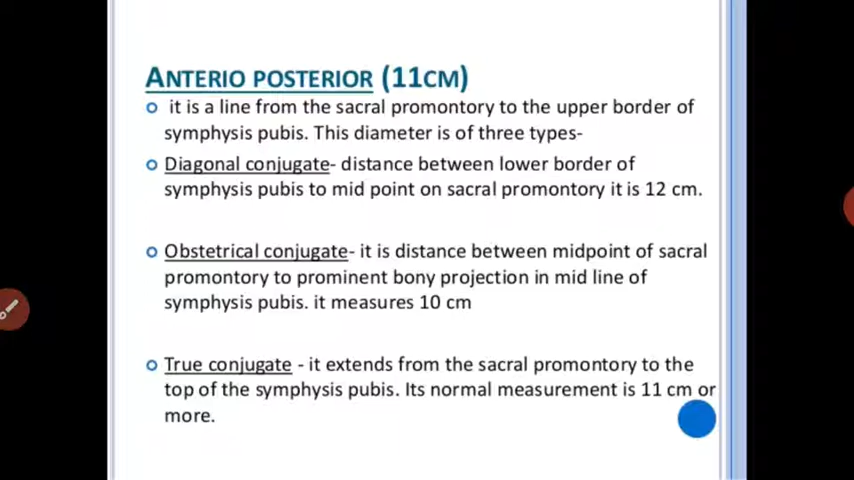 ANTERIO POSTERIOR (11CM)
it is a line from the sacral promontory to the upper border of
symphysis pubis. This diameter is of three types-
Diagonal conjugate- distance between lower border of
symphysis pubis to mid point on sacral promontory it is 12 cm.
Obstetrical conjugate- it is distance between midpoint of sacral
promontory to prominent bony projection in mid line of
symphysis pubis. it measures 10 cm
True conjugate - it extends from the sacral promontory to the
top of the symphysis pubis. Its normal measurement is 11 cm or
more.